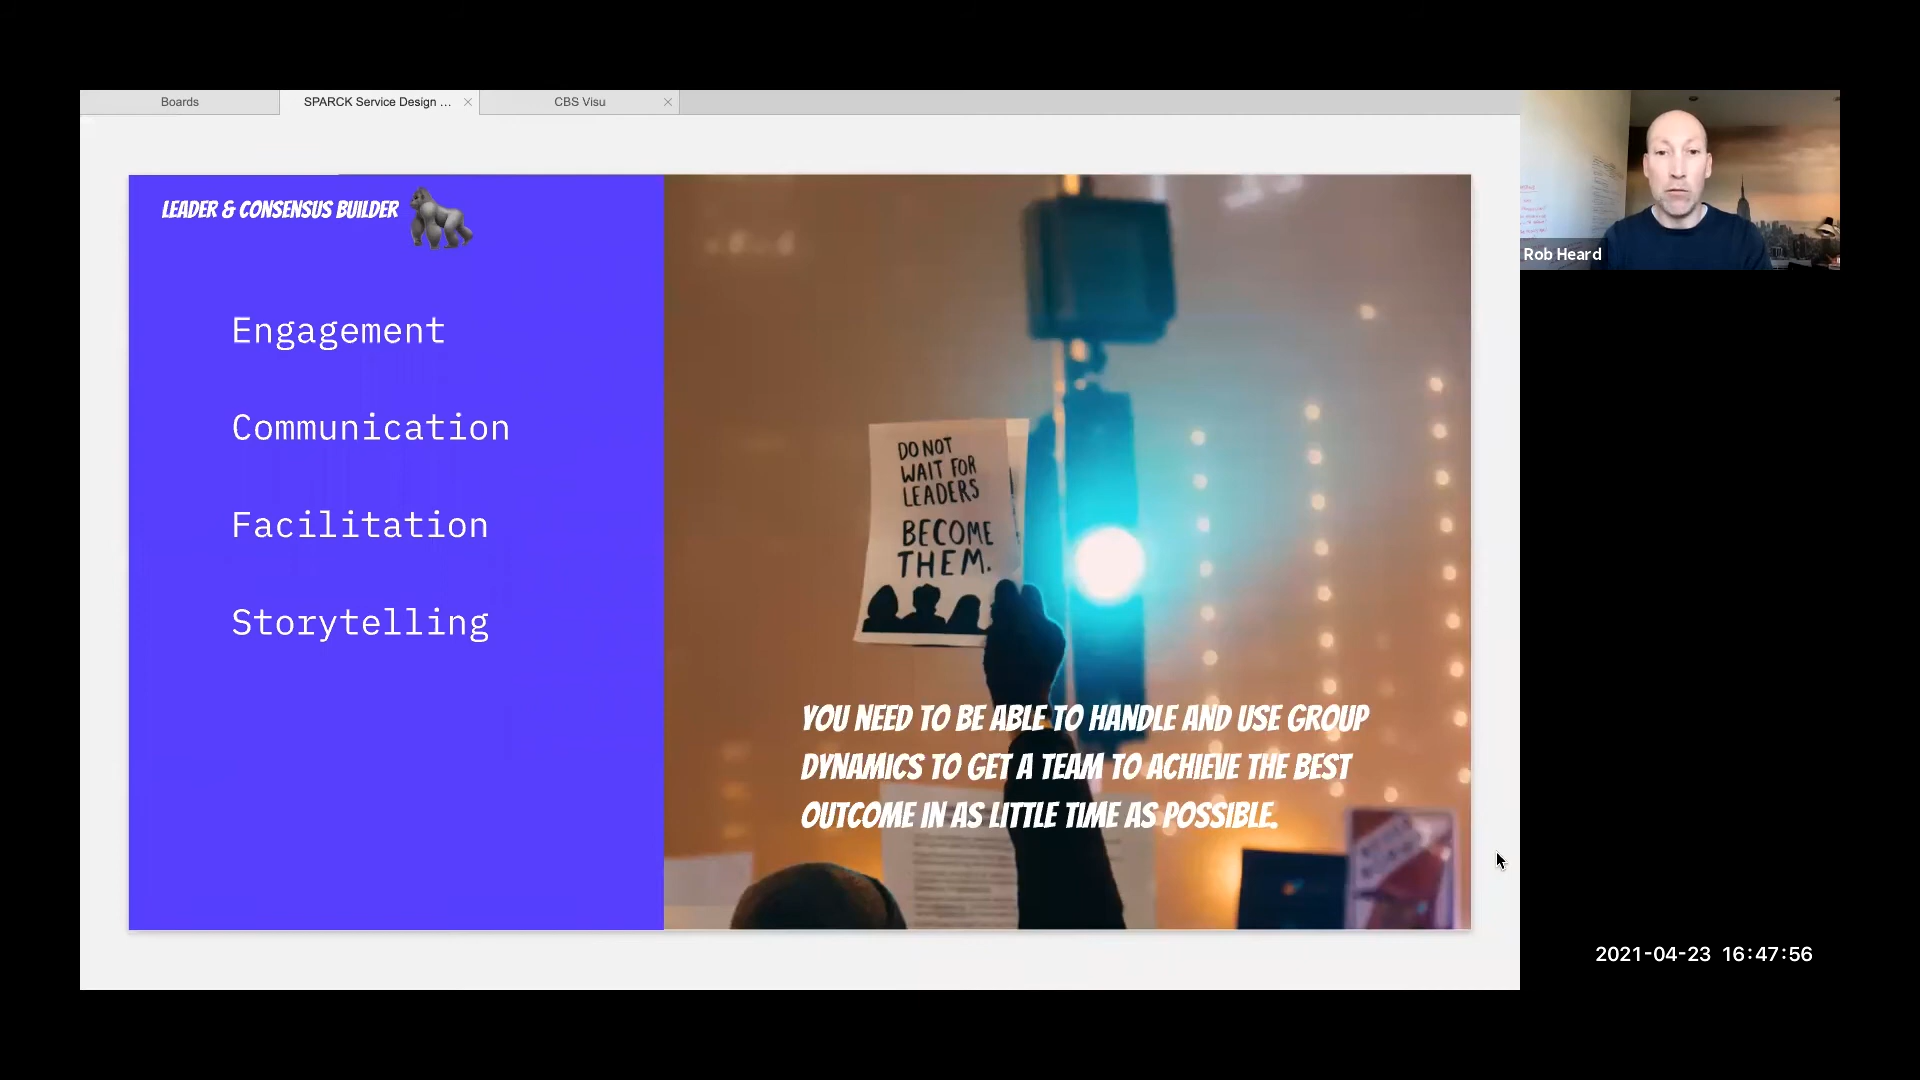 Boards
SPARCK Service Design ...
CBS Visu
LEADER & CONSENSUS BUILDER
Engagement
Communication
Facilitation
Storytelling
DO NOT
WAIT FOR
LEADERS
BECOME
THEM.
YOU NEED TO BE ABLE TO HANDLE AND USE GROUP
DYNAMICS TO GET A TEAM TO ACHIEVE THE BEST
OUTCOME IN AS LITTLE TIME AS POSSIBLE.
Rob Heard
2021-04-23 16:47:56